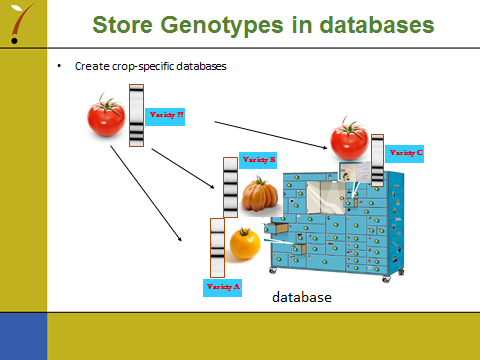 Store Genotypes in databases
• Create crop-specific databases
Variety ??
Variety C
Variety B
Variety A
database